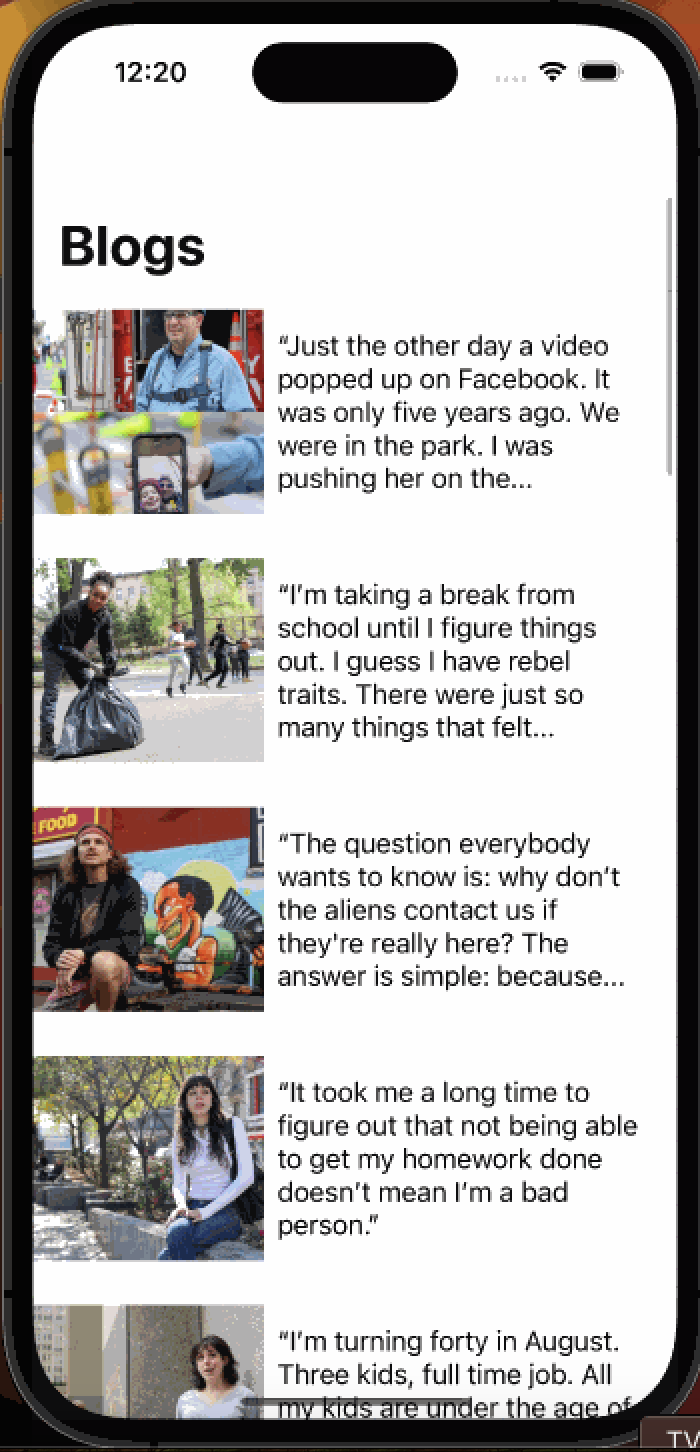 12:20
Blogs
“Just the other day a video
popped up on Facebook. It
was only five years ago. We
were in the park. I was
pushing her on the...
“I’m taking a break from
school until I figure things
out. I guess I have rebel
traits. There were just so
many things that felt...
FOOD
“The question everybody
wants to know is: why don’t
the aliens contact us if
they're really here? The
answer is simple: because...
“It took me a long time to
figure out that not being able
to get my homework done
doesn’t mean I’m a bad
person.”
“I’m turning forty in August.
Three kids, full time job. All
my kids are under the age of
TV